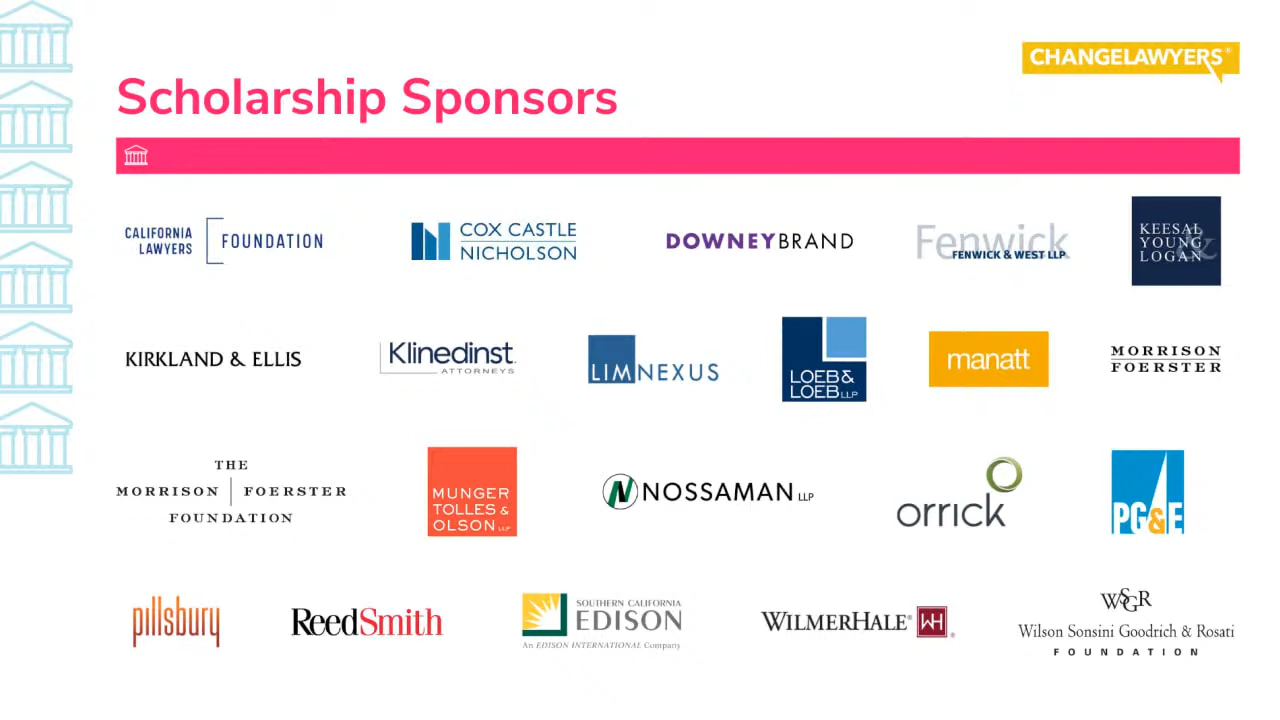 CHANGELAWYERS®
Scholarship Sponsors
CALIFORNIA
LAWYERS
FOUNDATION
COX CASTLE
NICHOLSON
DOWNEYBRAND
Fenwick
FENWICK & WEST LLP
KEESAL
YOUNG &
LOGAN
KIRKLAND & ELLIS
Klinedinst
ATTORNEYS
LIMNEXUS
LOEB &
LOEB LLP
manatt
MORRISON
FOERSTER
THE
MORRISON FOERSTER
FOUNDATION
MUNGER
TOLLES &
OLSON LLP
NOSSAMAN LLP
orrick
PG&E
pillsbury
ReedSmith
SOUTHERN CALIFORNIA
EDISON
An EDISON INTERNATIONAL Company
WILMERHALE® WH®
WSGR
Wilson Sonsini Goodrich & Rosati
FOUNDATION